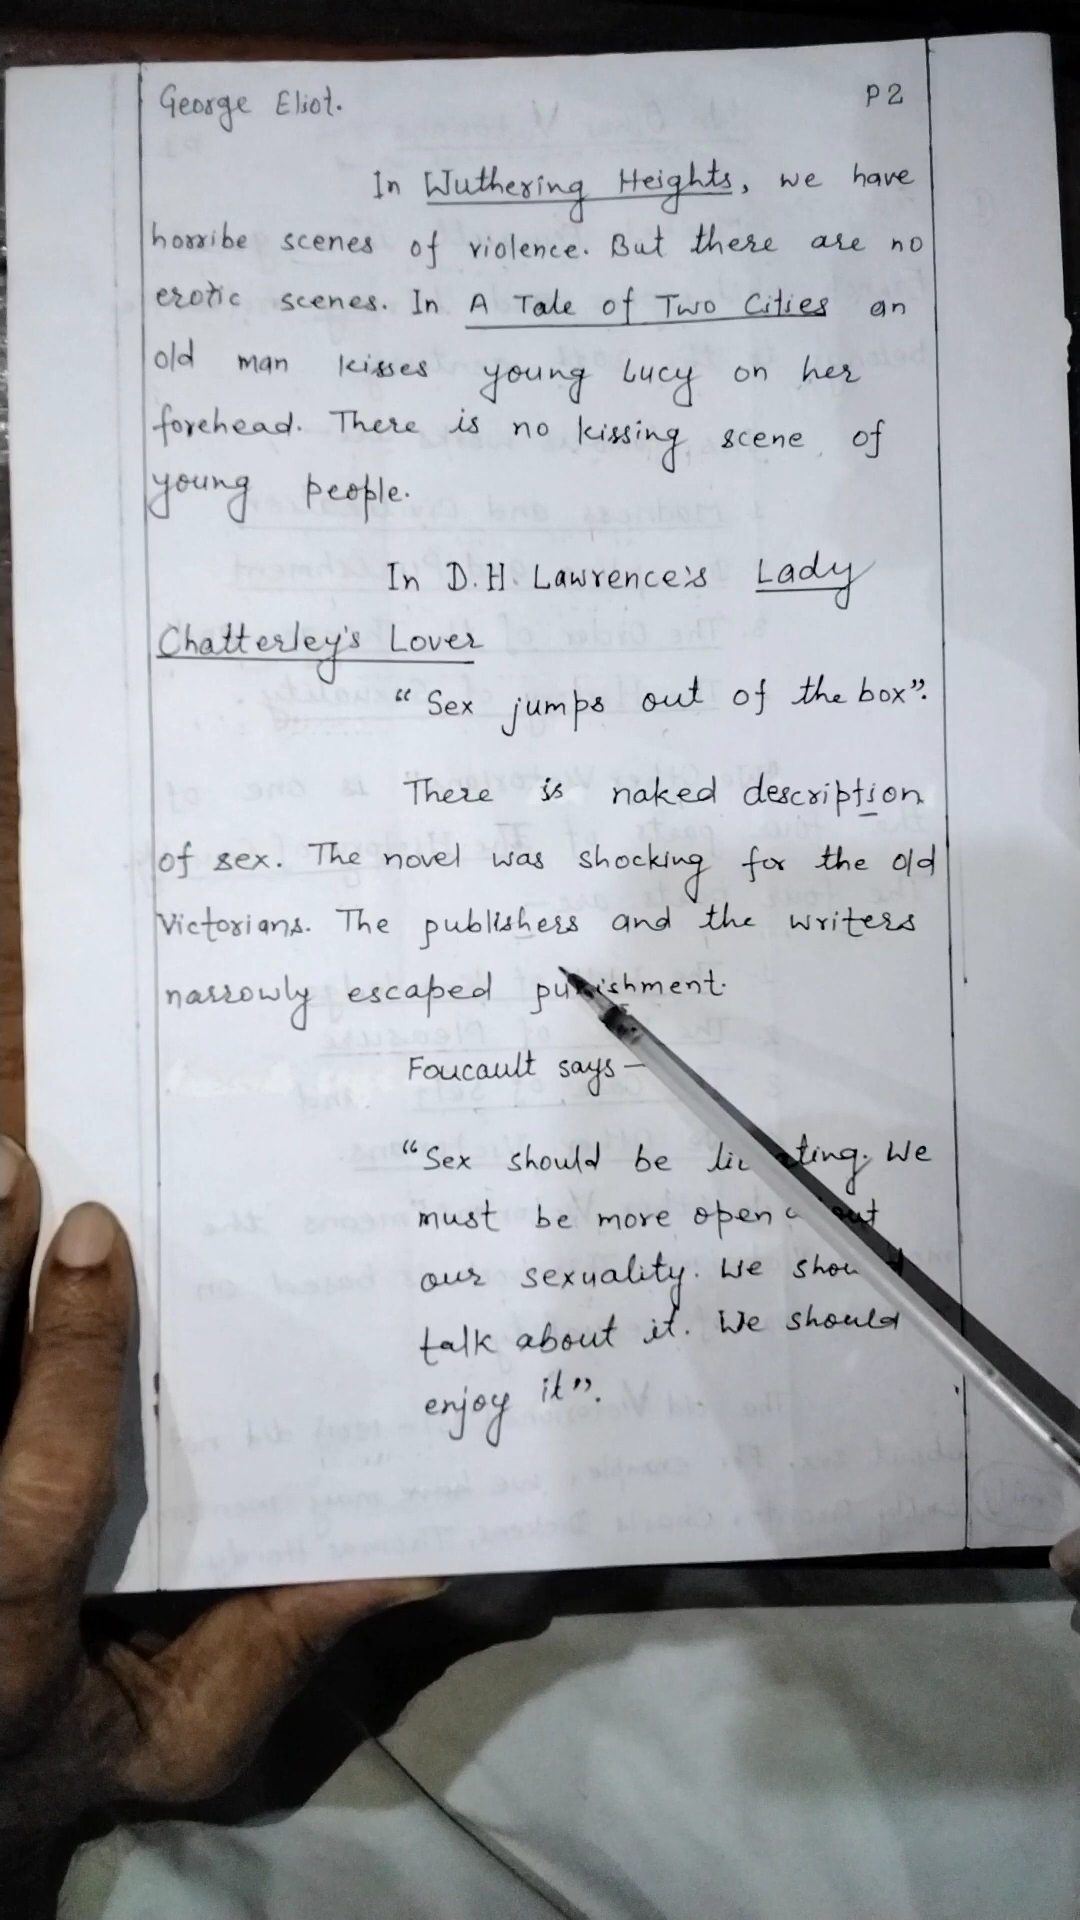 George Eliot.
P2
In Wuthering Heights, we have
horribe scenes of violence. But there are no
erotic scenes. In A Tale of Two Cities an
old man kisses young Lucy on her
forehead. There is no kissing scene of
young people.
In D.H. Lawrence's Lady
Chatterley's Lover
"Sex jumps out of the box".
There is naked description
of sex. The novel was shocking for the old
Victorians. The publishers and the writers
narrowly escaped punishment.
Foucault says —
"Sex should be We
must be more open about
our sexuality. We should
talk about it. We should
enjoy it".